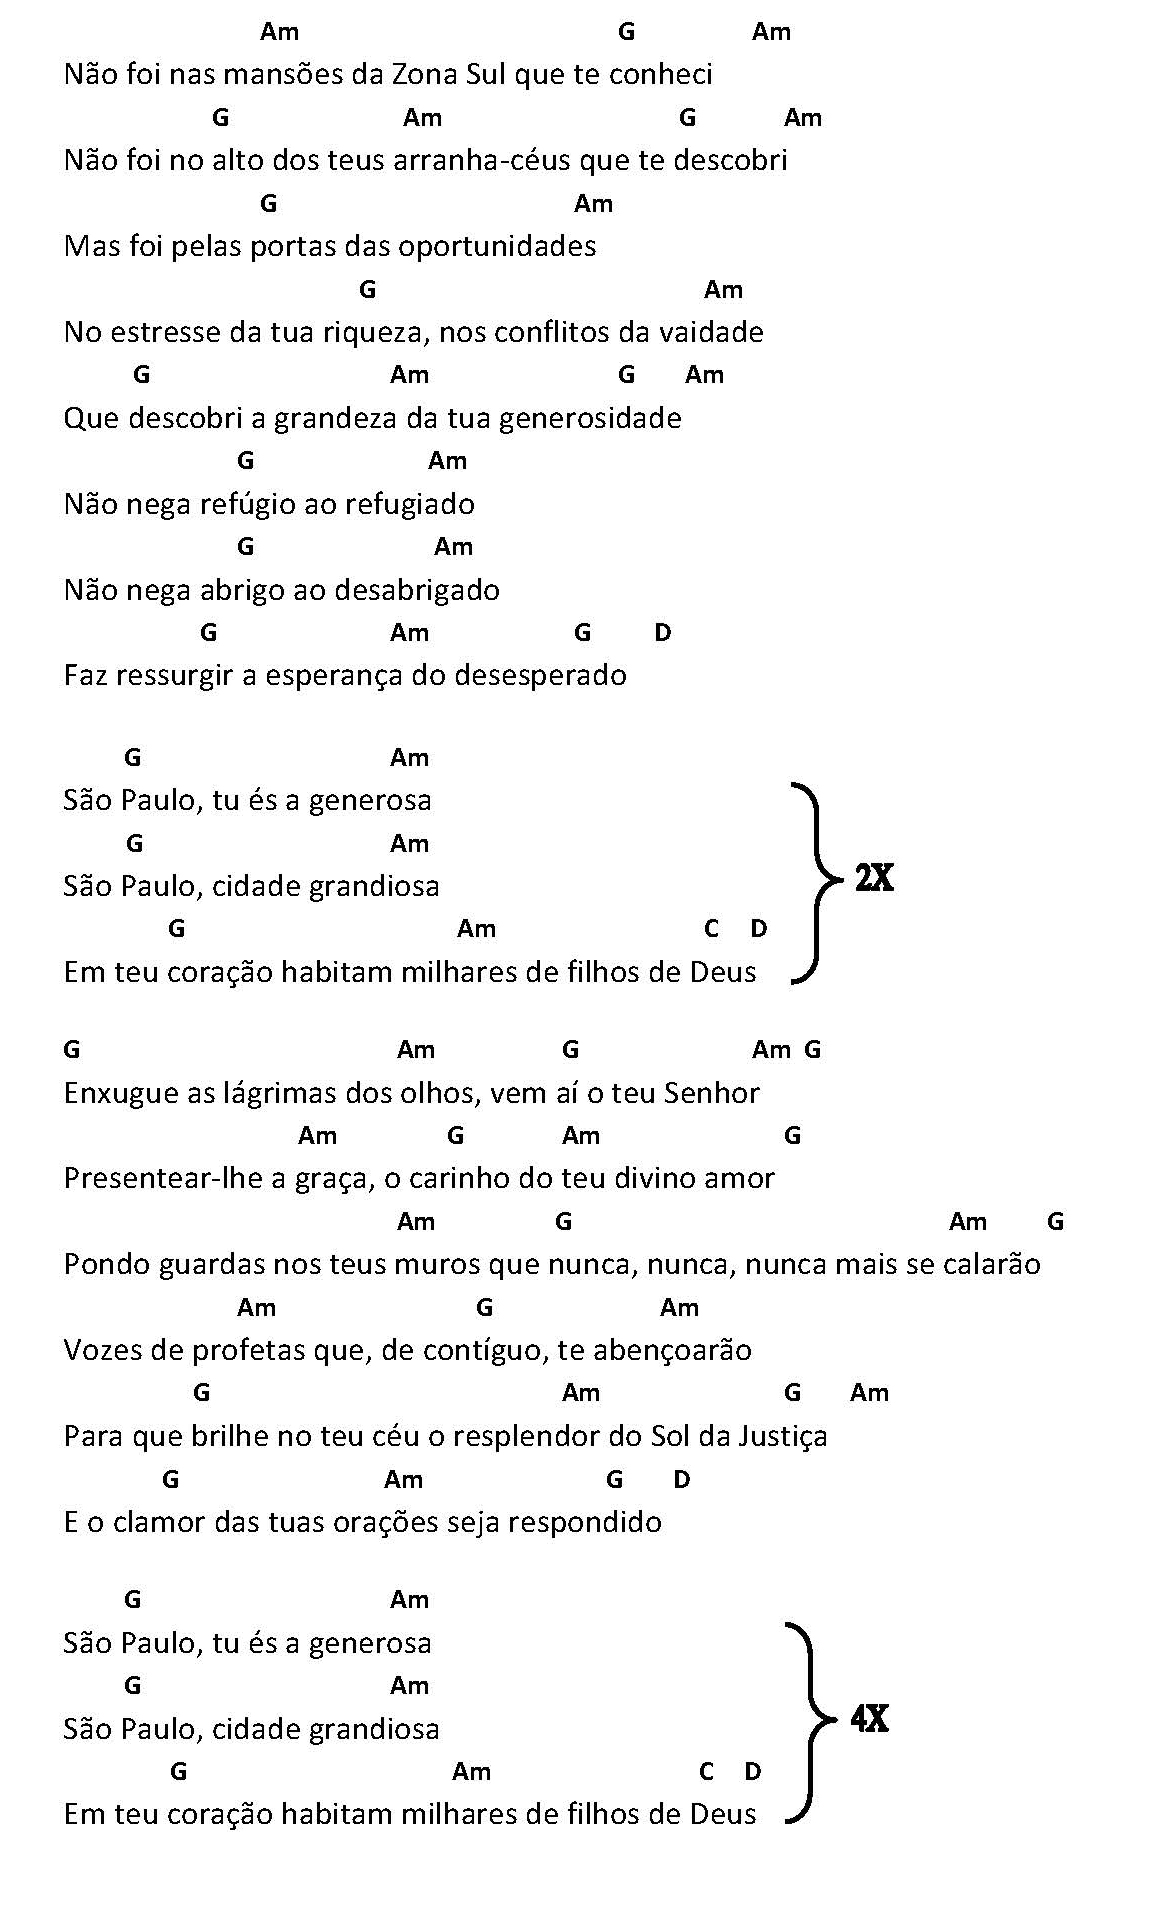 Am G Am
Não foi nas mansões da Zona Sul que te conheci
G Am G Am
Não foi no alto dos teus arranha-céus que te descobri
G Am
Mas foi pelas portas das oportunidades
G Am
No estresse da tua riqueza, nos conflitos da vaidade
G Am G Am
Que descobri a grandeza da tua generosidade
G Am
Não nega refúgio ao refugiado
G Am
Não nega abrigo ao desabrigado
G Am G D
Faz ressurgir a esperança do desesperado
G Am
São Paulo, tu és a generosa
G Am
São Paulo, cidade grandiosa
2X
G Am C D
Em teu coração habitam milhares de filhos de Deus
G Am G Am G
Enxugue as lágrimas dos olhos, vem aí o teu Senhor
Am G Am G
Presentear-lhe a graça, o carinho do teu divino amor
Am G Am G
Pondo guardas nos teus muros que nunca, nunca, nunca mais se calarão
Am G Am
Vozes de profetas que, de contíguo, te abençoarão
G Am G Am
Para que brilhe no teu céu o resplendor do Sol da Justiça
G Am G D
E o clamor das tuas orações seja respondido
G Am
São Paulo, tu és a generosa
G Am
São Paulo, cidade grandiosa
4X
G Am C D
Em teu coração habitam milhares de filhos de Deus